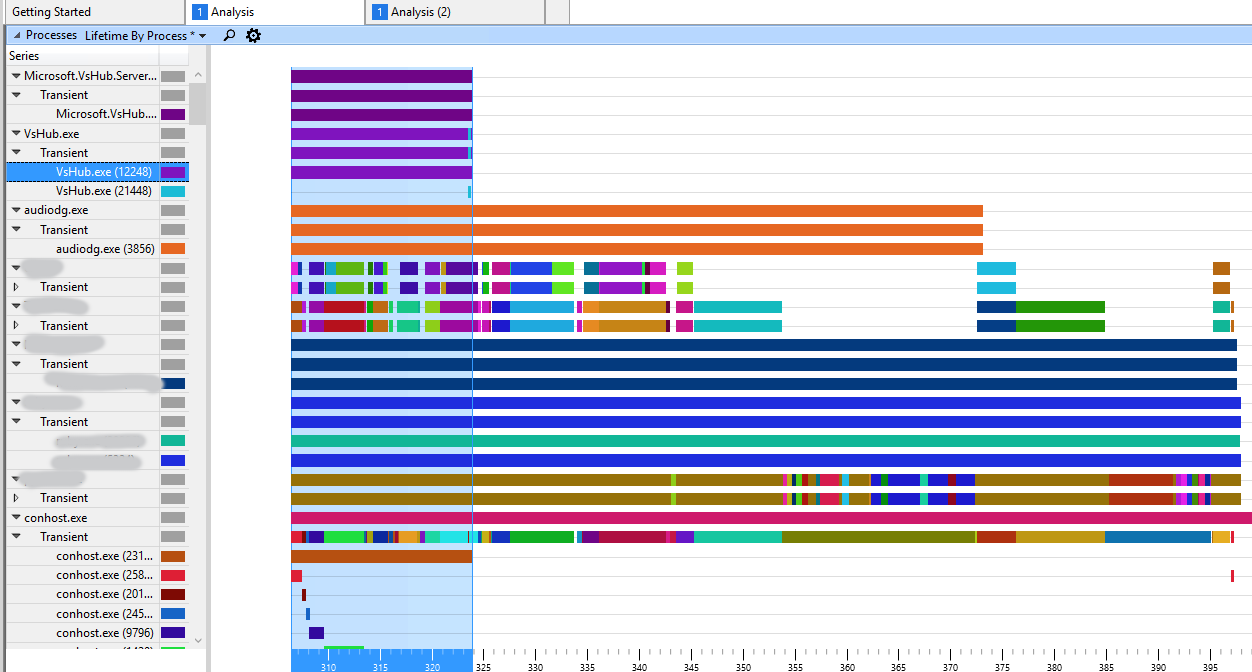 Getting Started
1 Analysis
1 Analysis (2)
Processes Lifetime By Process *
Series
Microsoft.VsHub.Server...
Transient
Microsoft.VsHub....
VsHub.exe
Transient
VsHub.exe (12248)
VsHub.exe (21448)
audiodg.exe
Transient
audiodg.exe (3856)
Transient
Transient
Transient
Transient
Transient
conhost.exe
Transient
conhost.exe (231...
conhost.exe (258...
conhost.exe (201...
conhost.exe (245...
conhost.exe (9796)
310 315 320 325 330 335 340 345 350 355 360 365 370 375 380 385 390 395